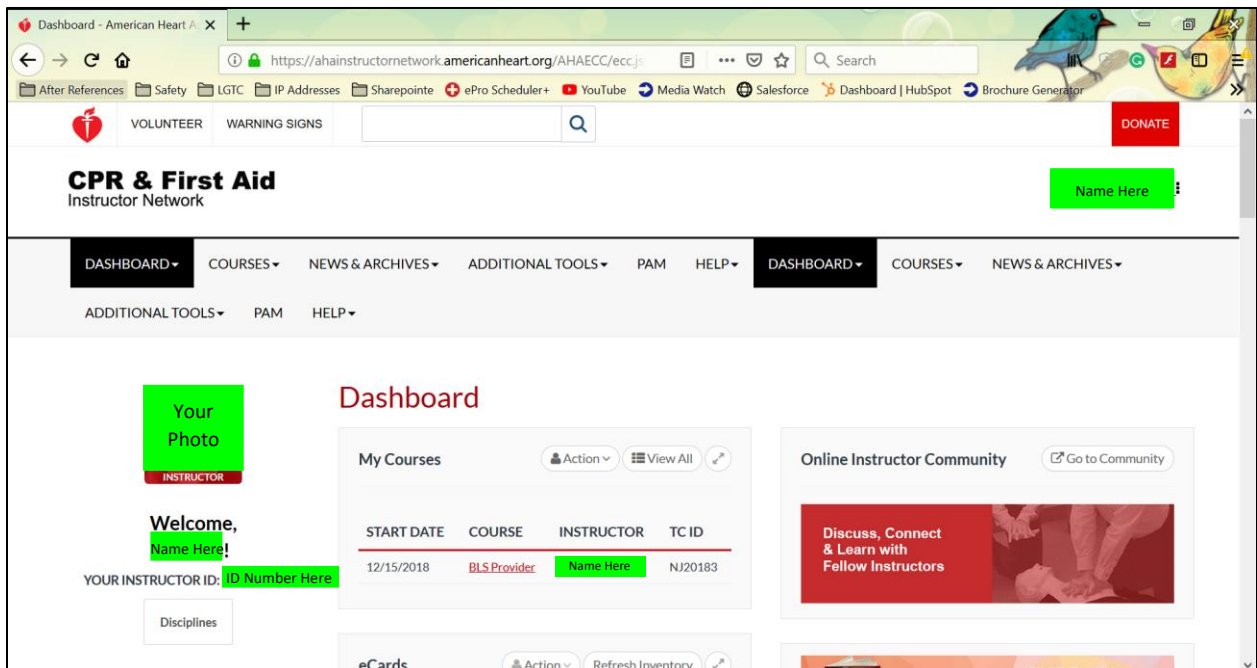 Dashboard - American Heart A
https://ahainstructornetwork.americanheart.org/AHAECC/ecc.js
Search
After References Safety LGTC IP Addresses Sharepointe ePro Scheduler+ YouTube Media Watch Salesforce Dashboard | HubSpot Brochure Generator
VOLUNTEER WARNING SIGNS DONATE
CPR & First Aid
Instructor Network
Name Here
DASHBOARD COURSES NEWS & ARCHIVES ADDITIONAL TOOLS PAM HELP DASHBOARD COURSES NEWS & ARCHIVES
ADDITIONAL TOOLS PAM HELP
Your
Photo
INSTRUCTOR
Welcome,
Name Here!
YOUR INSTRUCTOR ID: ID Number Here
Disciplines
Dashboard
My Courses Action View All
START DATE COURSE INSTRUCTOR TC ID
12/15/2018 BLS Provider Name Here NJ20183
eCards Action Refresh Inventory
Online Instructor Community Go to Community
Discuss, Connect
& Learn with
Fellow Instructors